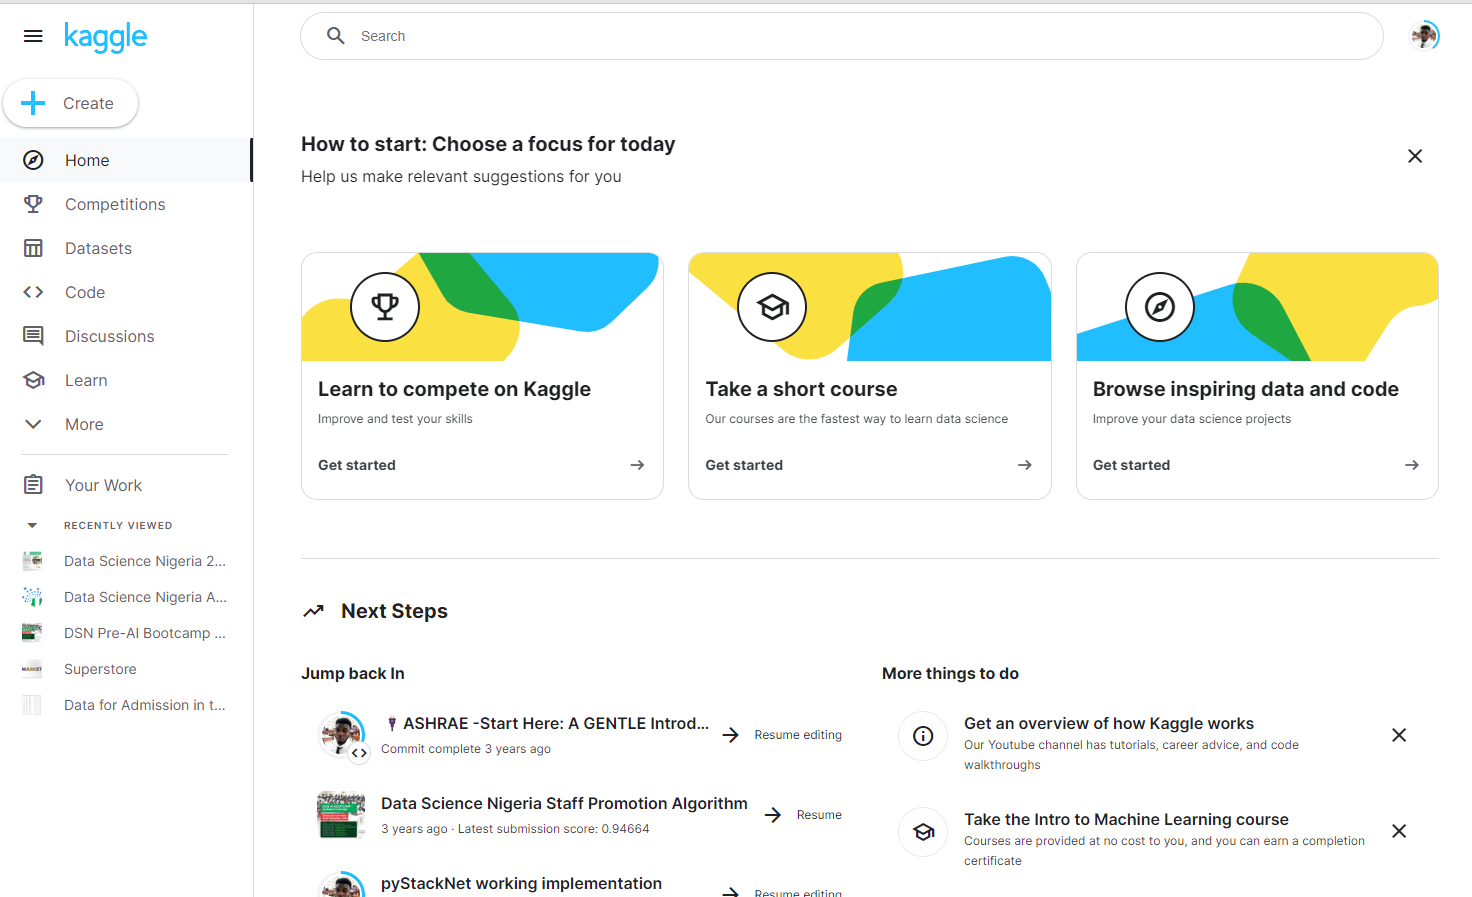 kaggle
Search
Create
Home
Competitions
Datasets
Code
Discussions
Learn
More
Your Work
RECENTLY VIEWED
Data Science Nigeria 2...
Data Science Nigeria A...
DSN Pre-AI Bootcamp ...
Superstore
Data for Admission in t...
How to start: Choose a focus for today
Help us make relevant suggestions for you
Learn to compete on Kaggle
Improve and test your skills
Get started
Take a short course
Our courses are the fastest way to learn data science
Get started
Browse inspiring data and code
Improve your data science projects
Get started
Next Steps
Jump back In
ASHRAE -Start Here: A GENTLE Introd...
Commit complete 3 years ago
Resume editing
Data Science Nigeria Staff Promotion Algorithm
3 years ago · Latest submission score: 0.94664
Resume
pyStackNet working implementation
Resume editing
More things to do
Get an overview of how Kaggle works
Our Youtube channel has tutorials, career advice, and code
walkthroughs
Take the Intro to Machine Learning course
Courses are provided at no cost to you, and you can earn a completion
certificate